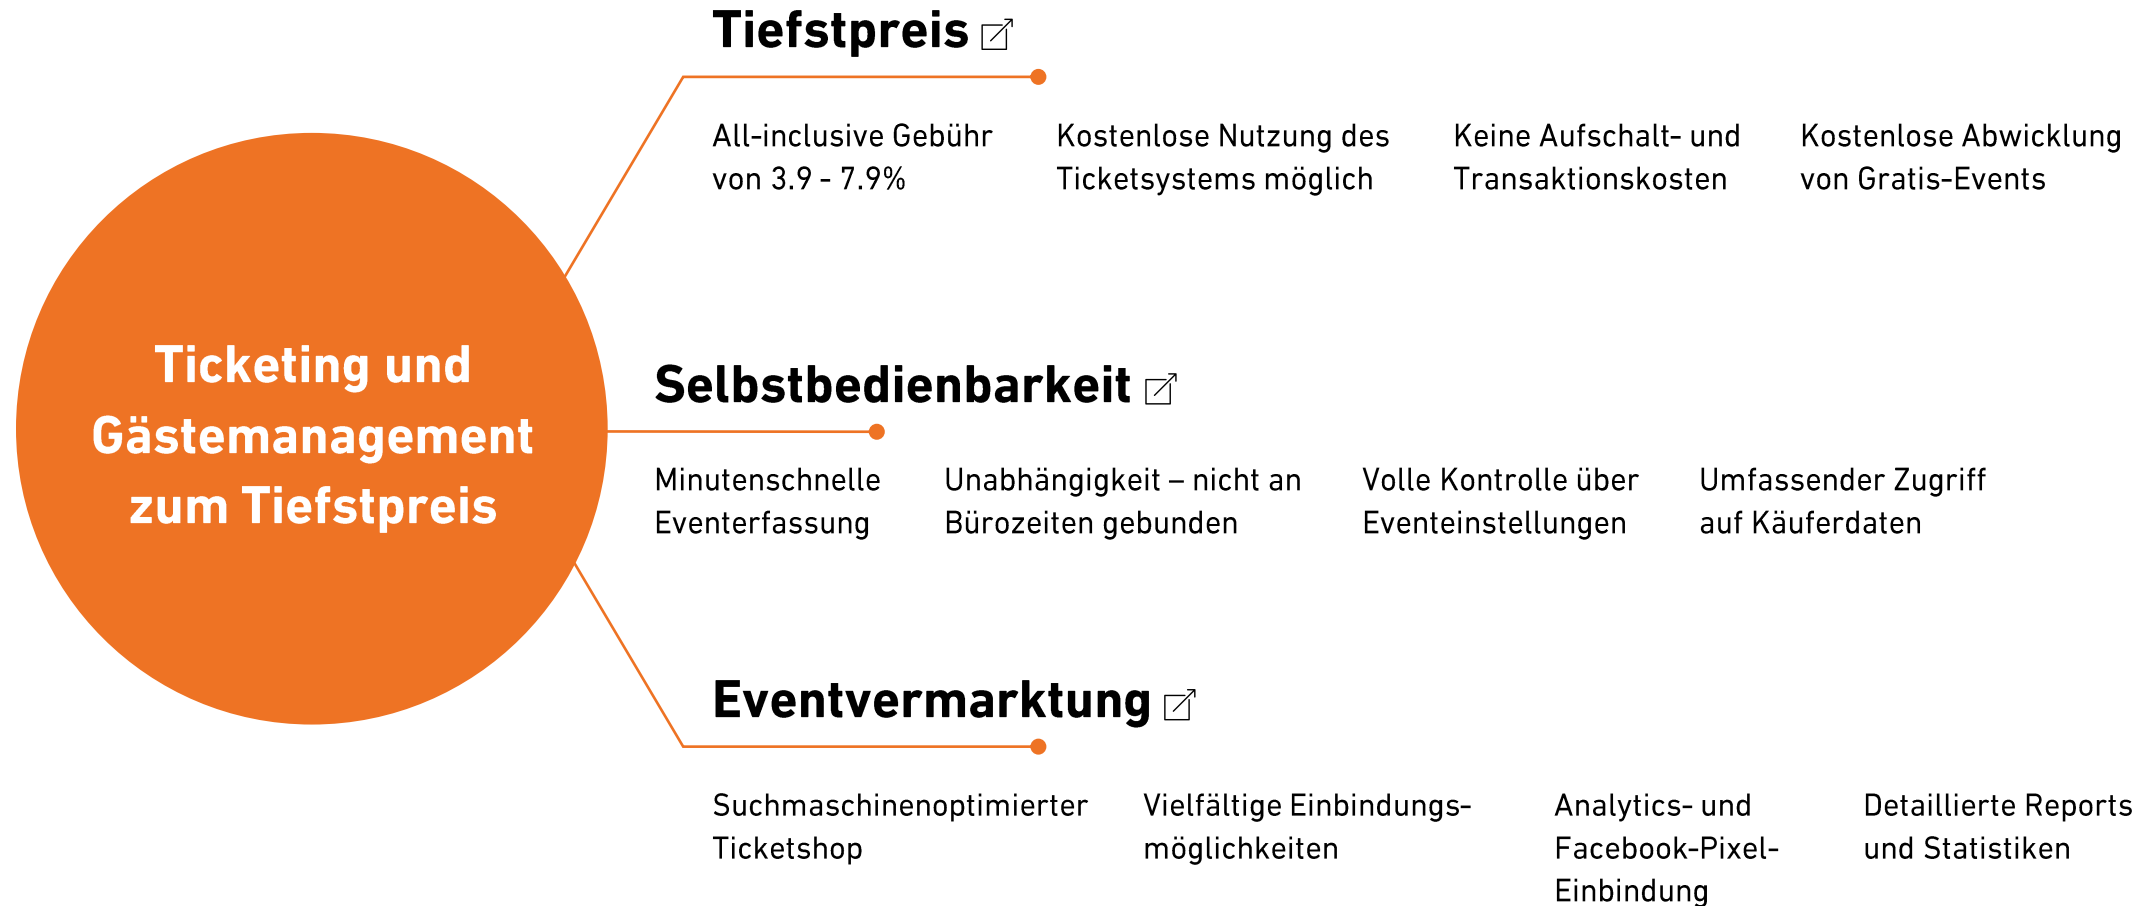 Ticketing und
Gästemanagement
zum Tiefstpreis
Tiefstpreis
All-inclusive Gebühr
von 3.9 - 7.9%
Kostenlose Nutzung des
Ticketsystems möglich
Keine Aufschalt- und
Transaktionskosten
Kostenlose Abwicklung
von Gratis-Events
Selbstbedienbarkeit
Minutenschnelle
Eventerfassung
Unabhängigkeit – nicht an
Bürozeiten gebunden
Volle Kontrolle über
Eventeinstellungen
Umfassender Zugriff
auf Käuferdaten
Eventvermarktung
Suchmaschinenoptimierter
Ticketshop
Vielfältige Einbindungs-
möglichkeiten
Analytics- und
Facebook-Pixel-
Einbindung
Detaillierte Reports
und Statistiken